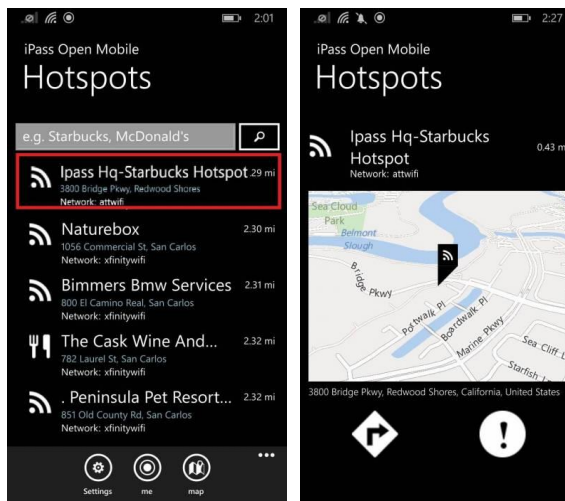 2:01
iPass Open Mobile
Hotspots
e.g. Starbucks, McDonald's
Ipass Hq-Starbucks Hotspot .29 mi
3800 Bridge Pkwy, Redwood Shores
Network: attwifi
Naturebox 2.30 mi
1056 Commercial St, San Carlos
Network: xfinitywifi
Bimmers Bmw Services 2.31 mi
800 El Camino Real, San Carlos
Network: xfinitywifi
The Cask Wine And... 2.32 mi
782 Laurel St, San Carlos
Network: xfinitywifi
. Peninsula Pet Resort... 2.32 mi
851 Old County Rd, San Carlos
Network: xfinitywifi
Settings me map
2:27
iPass Open Mobile
Hotspots
Ipass Hq-Starbucks
Hotspot 0.43 m
Network: attwifi
Sea Cloud
Park
Belmont
Slough
Bridge Pkwy
Boardwalk Pl
Marine Pkwy
Sea Cliff L
Starfish
3800 Bridge Pkwy, Redwood Shores, California, United States